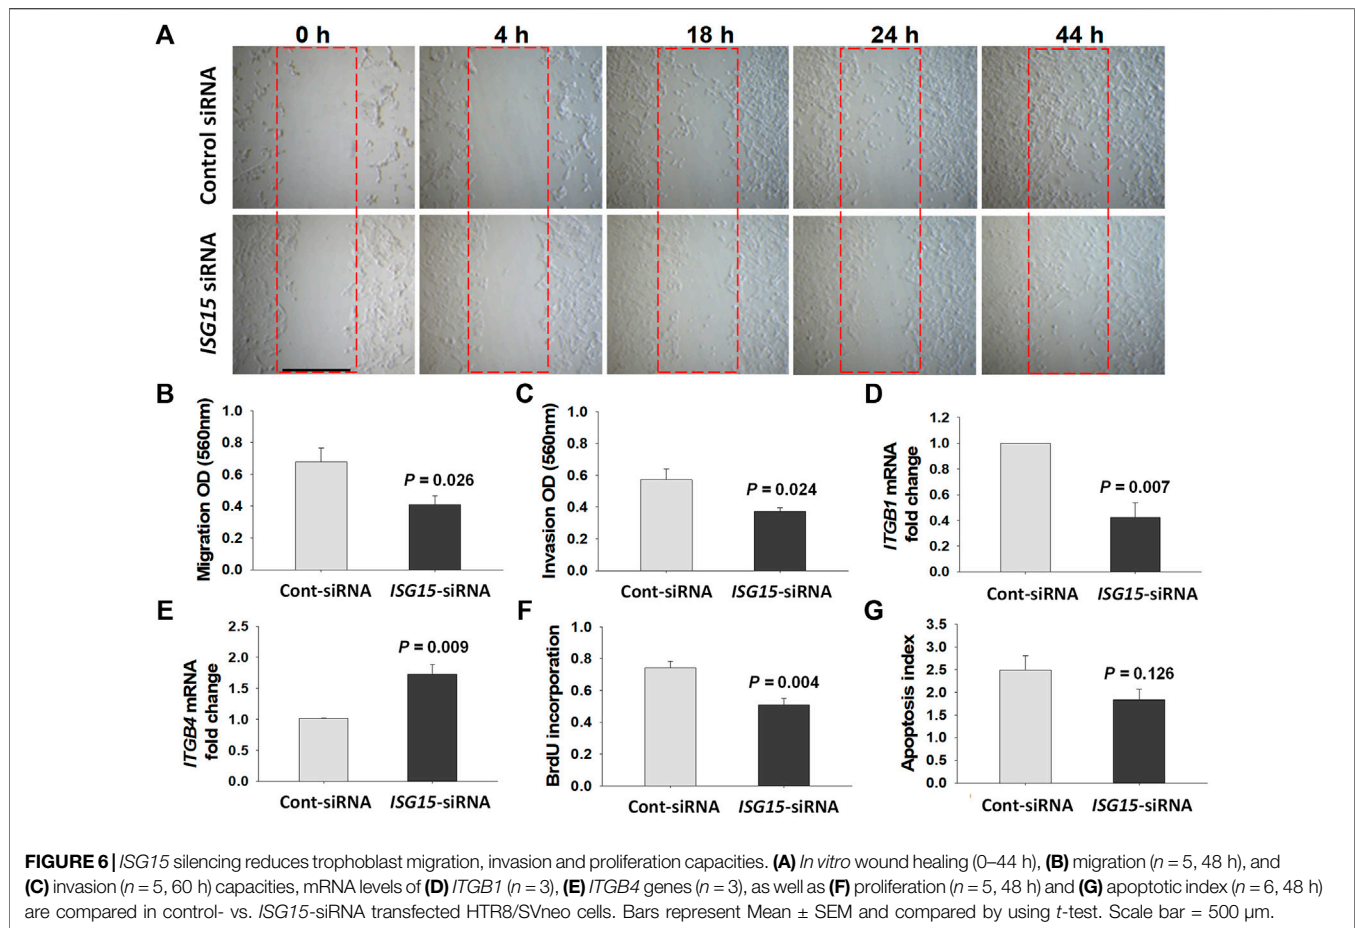 A
0 h 4 h 18 h 24 h 44 h
Control siRNA
ISG15 siRNA
B
Migration OD (560nm)
1.0
0.8
0.6
0.4
0.2
0.0
P = 0.026
Cont-siRNA ISG15-siRNA
C
Invasion OD (560nm)
1.0
0.8
0.6
0.4
0.2
0.0
P = 0.024
Cont-siRNA ISG15-siRNA
D
ITGB1 mRNA
fold change
1.2
1.0
0.8
0.6
0.4
0.2
0.0
P = 0.007
Cont-siRNA ISG15-siRNA
E
ITGB4 mRNA
fold change
2.5
2.0
1.5
1.0
0.5
0.0
P = 0.009
Cont-siRNA ISG15-siRNA
F
BrdU incorporation
0.8
0.6
0.4
0.2
0.0
P = 0.004
Cont-siRNA ISG15-siRNA
G
Apoptosis index
3.5
3.0
2.5
2.0
1.5
1.0
0.5
0.0
P = 0.126
Cont-siRNA ISG15-siRNA
FIGURE 6 | ISG15 silencing reduces trophoblast migration, invasion and proliferation capacities. (A) In vitro wound healing (0–44 h), (B) migration (n = 5, 48 h), and
(C) invasion (n = 5, 60 h) capacities, mRNA levels of (D) ITGB1 (n = 3), (E) ITGB4 genes (n = 3), as well as (F) proliferation (n = 5, 48 h) and (G) apoptotic index (n = 6, 48 h)
are compared in control- vs. ISG15-siRNA transfected HTR8/SVneo cells. Bars represent Mean ± SEM and compared by using t-test. Scale bar = 500 μm.